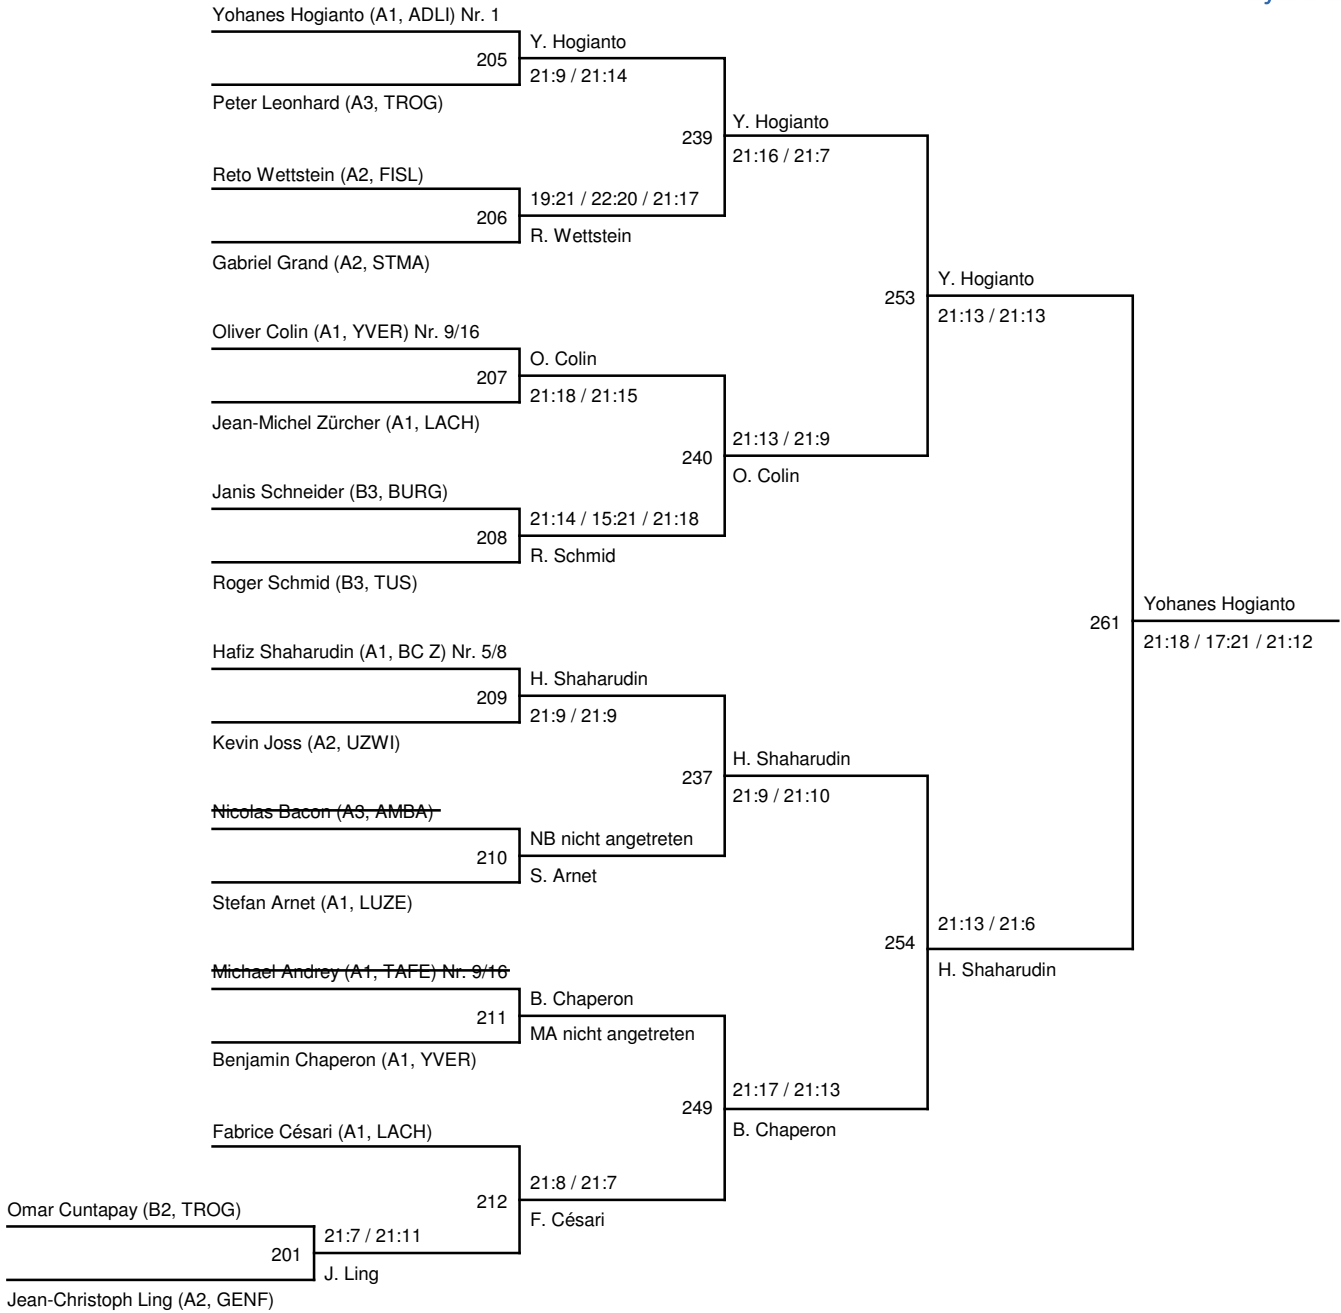 Yohanes Hogianto (A1, ADLI) Nr. 1
205
Y. Hogianto
21:9 / 21:14
Peter Leonhard (A3, TROG)
239
Y. Hogianto
21:16 / 21:7
Reto Wettstein (A2, FISL)
206
19:21 / 22:20 / 21:17
R. Wettstein
Gabriel Grand (A2, STMA)
253
Y. Hogianto
21:13 / 21:13
Oliver Colin (A1, YVER) Nr. 9/16
207
O. Colin
21:18 / 21:15
Jean-Michel Zürcher (A1, LACH)
240
21:13 / 21:9
O. Colin
Janis Schneider (B3, BURG)
208
21:14 / 15:21 / 21:18
R. Schmid
Roger Schmid (B3, TUS)
261
Yohanes Hogianto
21:18 / 17:21 / 21:12
Hafiz Shaharudin (A1, BC Z) Nr. 5/8
209
H. Shaharudin
21:9 / 21:9
Kevin Joss (A2, UZWI)
237
H. Shaharudin
21:9 / 21:10
Nicolas Bacon (A3, AMBA)
210
NB nicht angetreten
S. Arnet
Stefan Arnet (A1, LUZE)
254
21:13 / 21:6
H. Shaharudin
Michael Andrey (A1, TAFE) Nr. 9/16
211
B. Chaperon
MA nicht angetreten
Benjamin Chaperon (A1, YVER)
249
21:17 / 21:13
B. Chaperon
Fabrice Césari (A1, LACH)
212
21:8 / 21:7
F. Césari
Omar Cuntapay (B2, TROG)
201
21:7 / 21:11
J. Ling
Jean-Christoph Ling (A2, GENF)